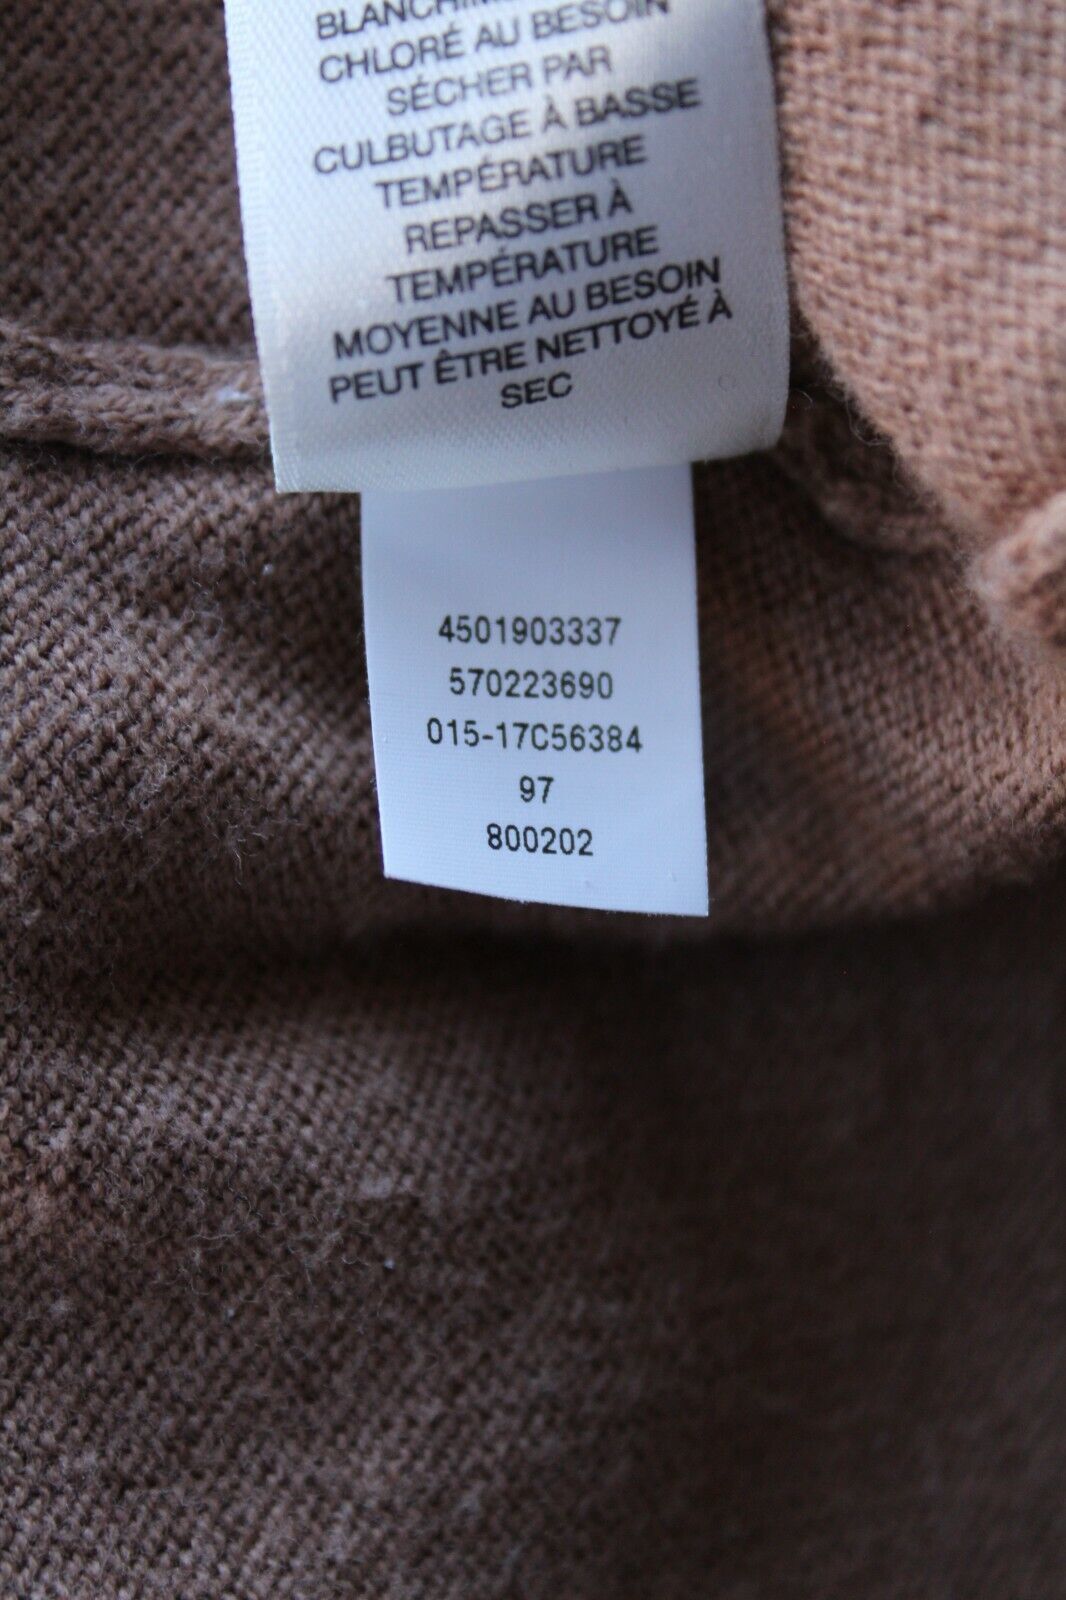 CHLORÉ AU BESOIN
SÉCHER PAR
CULBUTAGE À BASSE
TEMPÉRATURE
REPASSER À
TEMPÉRATURE
MOYENNE AU BESOIN
PEUT ÊTRE NETTOYÉ À
SEC
4501903337
570223690
015-17C56384
97
800202